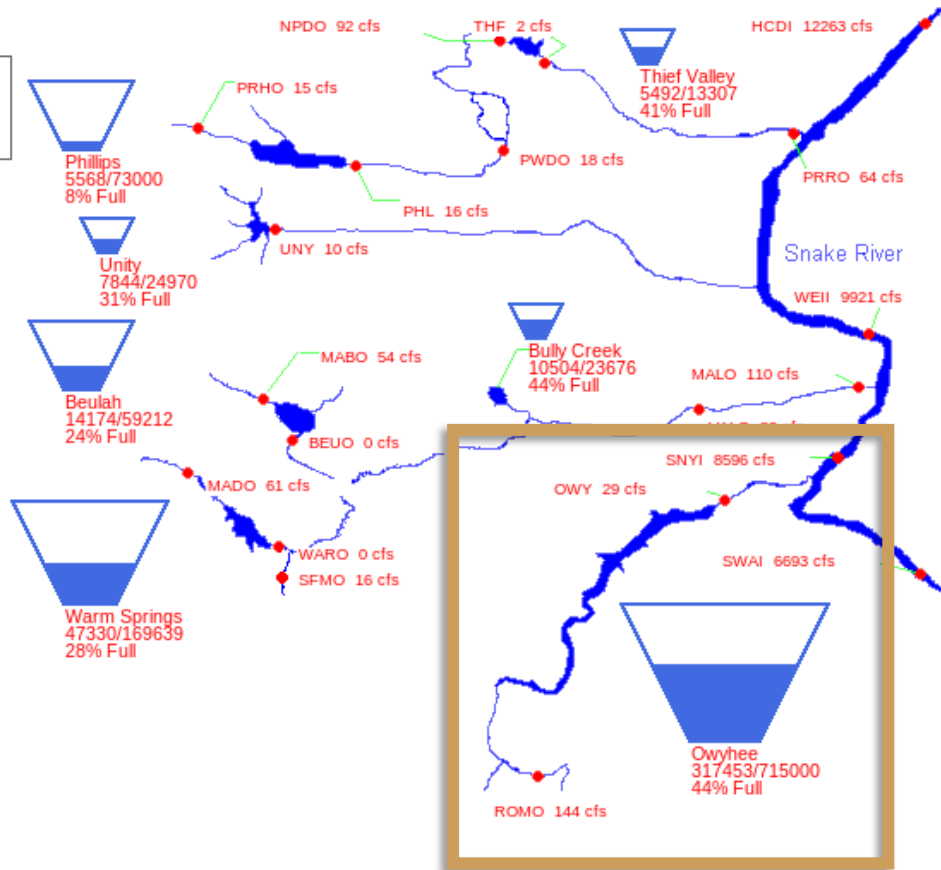 NPDO 92 cfs
THF 2 cfs
HCDI 12263 cfs
Thief Valley
5492/13307
41% Full
PRHO 15 cfs
Phillips
5568/73000
8% Full
PWDO 18 cfs
PRRO 64 cfs
PHL 16 cfs
UNY 10 cfs
Unity
7844/24970
31% Full
Snake River
WEII 9921 cfs
Bully Creek
10504/23676
44% Full
MABO 54 cfs
MALO 110 cfs
Beulah
14174/59212
24% Full
BEUO 0 cfs
SNYI 8596 cfs
MADO 61 cfs
OWY 29 cfs
WARO 0 cfs
SWAI 6693 cfs
SFMO 16 cfs
Warm Springs
47330/169639
28% Full
Owyhee
317453/715000
44% Full
ROMO 144 cfs